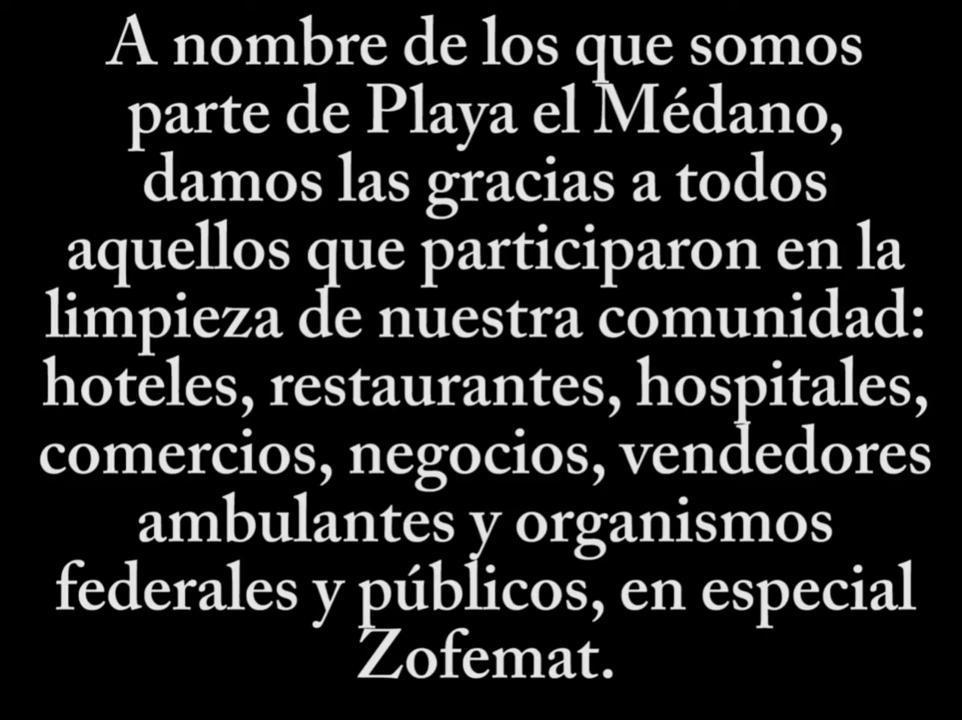 A nombre de los que somos
parte de Playa el Médano,
damos las gracias a todos
aquellos que participaron en la
limpieza de nuestra comunidad:
hoteles, restaurantes, hospitales,
comercios, negocios, vendedores
ambulantes y organismos
federales y públicos, en especial
Zofemat.